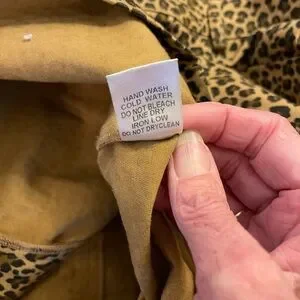 HAND WASH
COLD WATER
DO NOT BLEACH
LINE DRY
IRON LOW
DO NOT DRYCLEAN